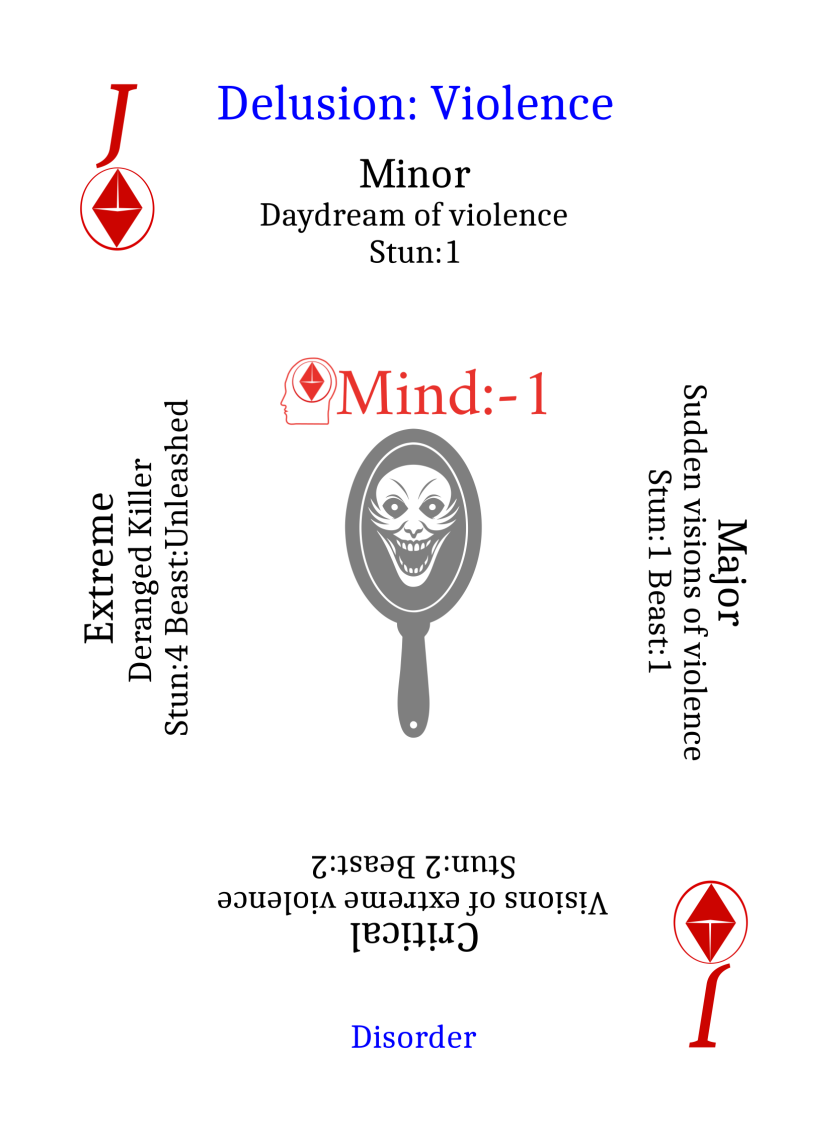 J
Delusion: Violence
Minor
Daydream of violence
Stun:1
Mind:-1
Extreme
Deranged Killer
Stun:4 Beast:Unleashed
Major
Sudden visions of violence
Stun:1 Beast:1
Critical
Visions of extreme violence
Stun:2 Beast:2
Disorder
J